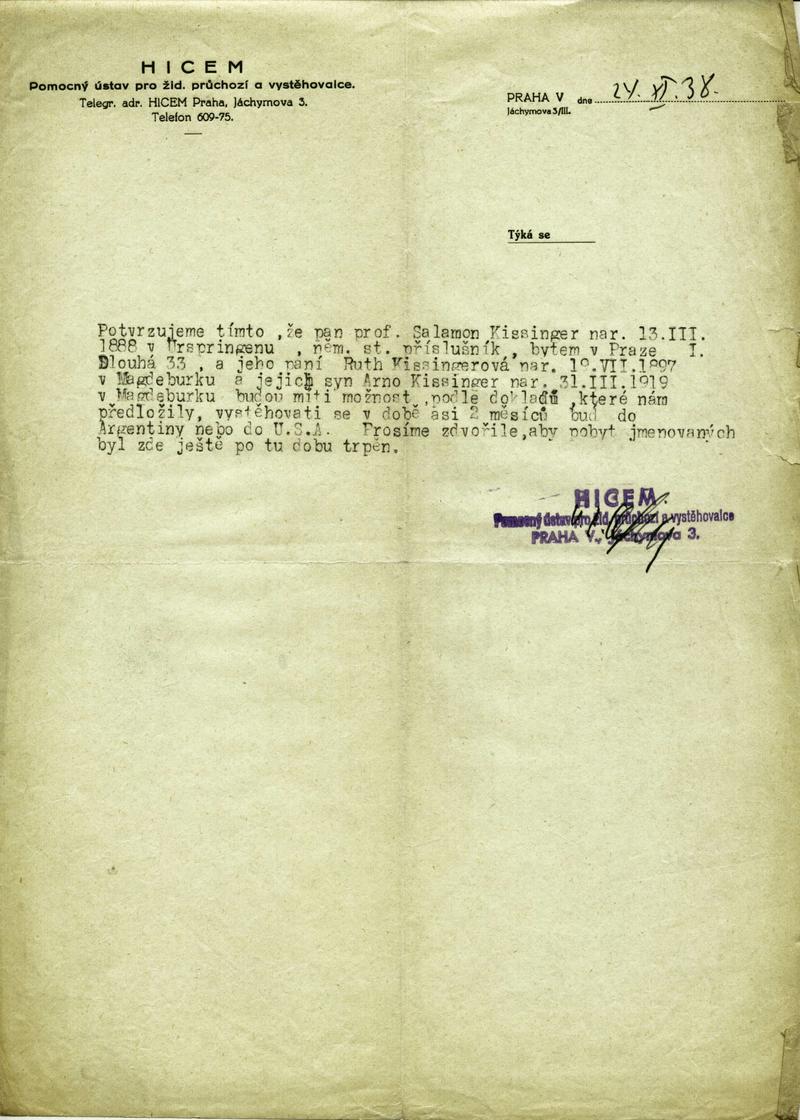 HICEM
Pomocný ústav pro žid. průchozí a vystěhovalce.
Telegr. adr. HICEM Praha, Jáchymova 3.
Telefon 609-75.
PRAHA V dne 24. XI. 38.
Jáchymova 3/III.
Týká se
Potvrzujeme tímto ,že pan prof. Salamon Kissinger nar. 13.III.
1888 v Urspringenu , něm. st. příslušník , bytem v Praze I.
Dlouhá 33 , a jeho paní Ruth Kissingerová nar. 18.VII.1897
v Magdeburku a jejich syn Arno Kissinger nar. 31.III.1919
v Magdeburku budou míti možnost ,podle dokladů ,které nám
předložily, vystěhovati se v době asi 2 měsíců bud do
Argentiny nebo do U.S.A. Prosíme zdvořile,aby pobyt jmenovaných
byl zde ještě po tu dobu trpěn.
HICEM
Pomocný ústav pro žid. průchozí a vystěhovalce
PRAHA V., Jáchymova 3.